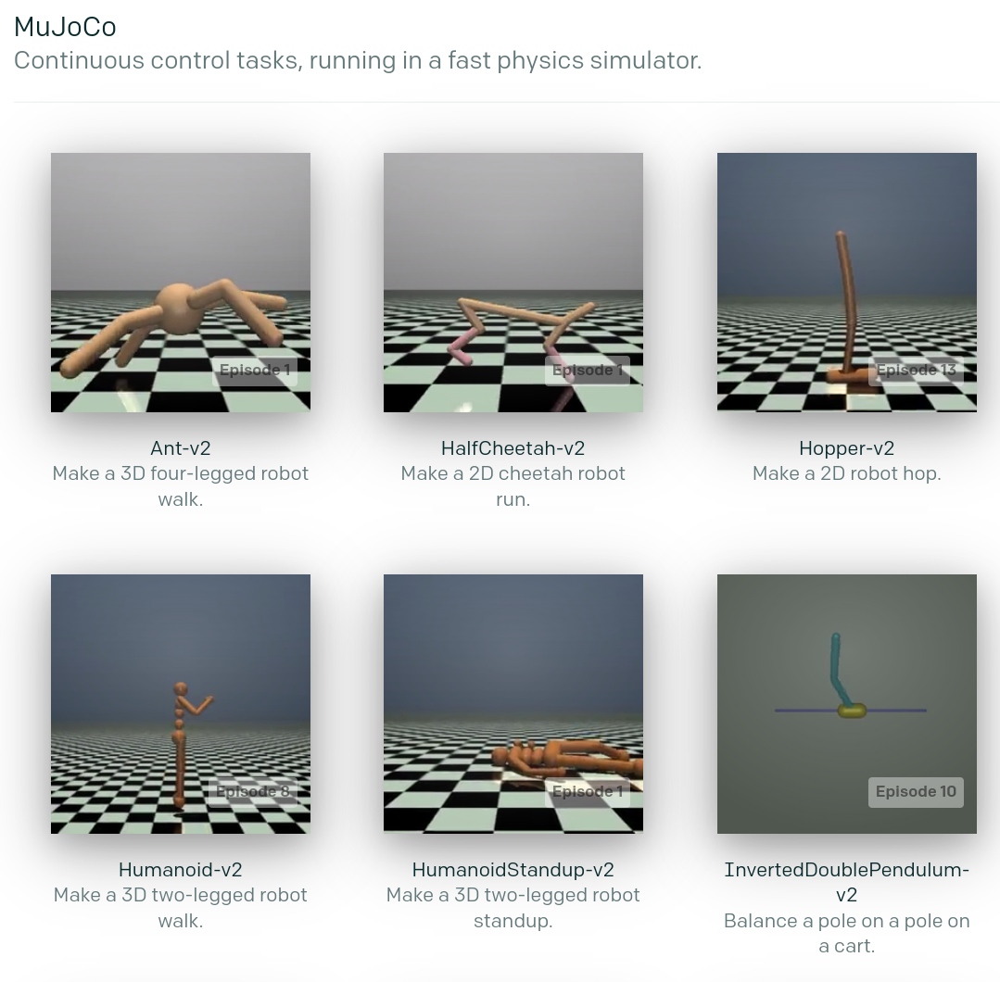 MuJoCo
Continuous control tasks, running in a fast physics simulator.
Episode 1
Episode 1
Episode 13
Ant-v2
Make a 3D four-legged robot
walk.
HalfCheetah-v2
Make a 2D cheetah robot
run.
Hopper-v2
Make a 2D robot hop.
Episode 8
Episode 1
Episode 10
Humanoid-v2
Make a 3D two-legged robot
walk.
HumanoidStandup-v2
Make a 3D two-legged robot
standup.
InvertedDoublePendulum-
v2
Balance a pole on a pole on
a cart.